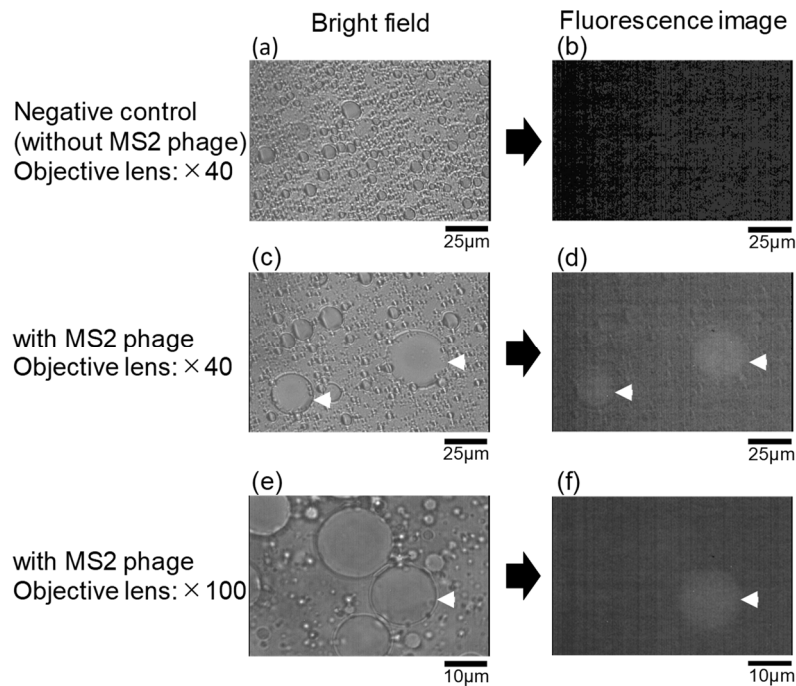 Bright field
Fluorescence image
(a)
(b)
Negative control
(without MS2 phage)
Objective lens: × 40
25μm
25μm
(c)
(d)
with MS2 phage
Objective lens: × 40
25μm
25μm
(e)
(f)
with MS2 phage
Objective lens: × 100
10μm
10μm